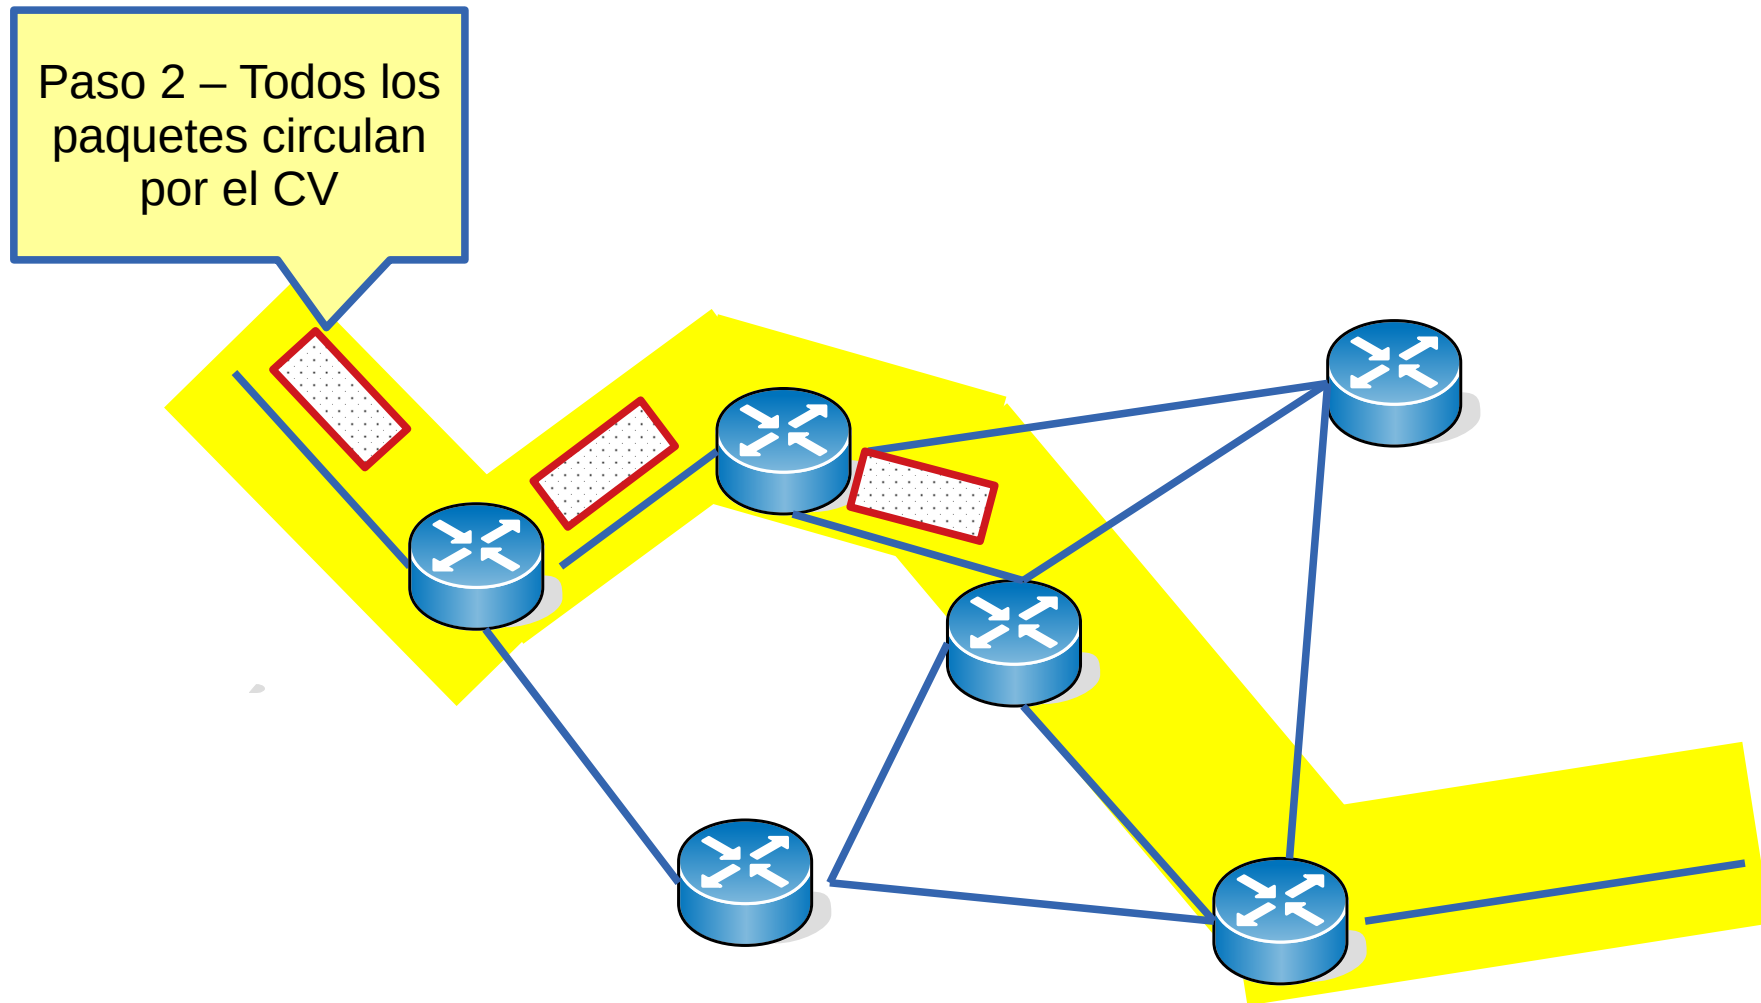 Paso 2 – Todos los
paquetes circulan
por el CV